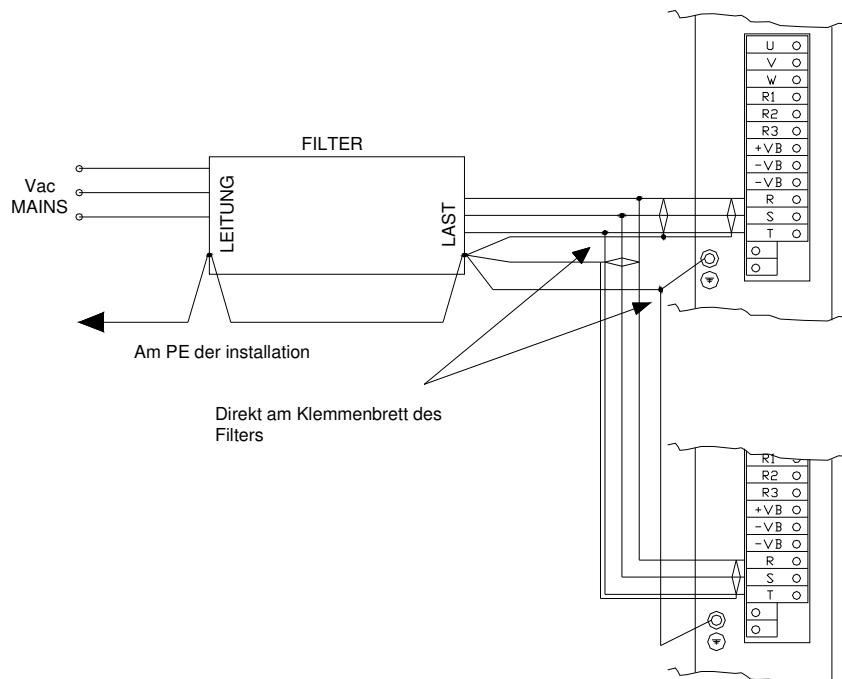 U
V
W
R1
R2
R3
+VB
-VB
-VB
R
S
T
FILTER
Vac
MAINS
LEITUNG
LAST
Am PE der installation
Direkt am Klemmenbrett des
Filters
R1
R2
R3
+VB
-VB
-VB
R
S
T